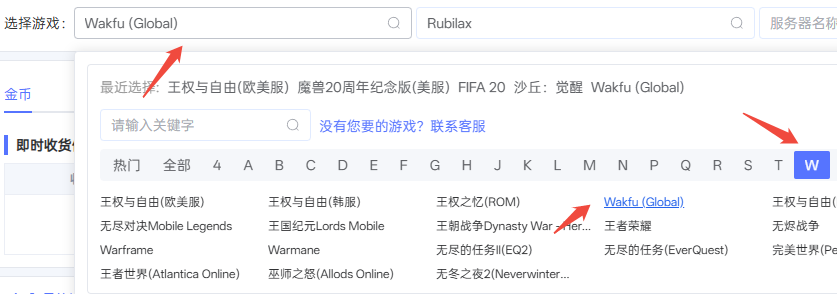 选择游戏： Wakfu (Global) Rubilax 服务器名称
最近选择: 王权与自由(欧美服) 魔兽20周年纪念版(美服) FIFA 20 沙丘：觉醒 Wakfu (Global)
金币
请输入关键字 没有您要的游戏？联系客服
即时收货
热门 全部 4 A B C D E F G H J K L M N P Q R S T W
王权与自由(欧美服) 王权与自由(韩服) 王权之忆(ROM) Wakfu (Global) 王权与自由(
无尽对决Mobile Legends 王国纪元Lords Mobile 王朝战争Dynasty War - Her... 王者荣耀 无烬战争
Warframe Warmane 无尽的任务II(EQ2) 无尽的任务(EverQuest) 完美世界(Pe
王者世界(Atlantica Online) 巫师之怒(Allods Online) 无冬之夜2(Neverwinter...